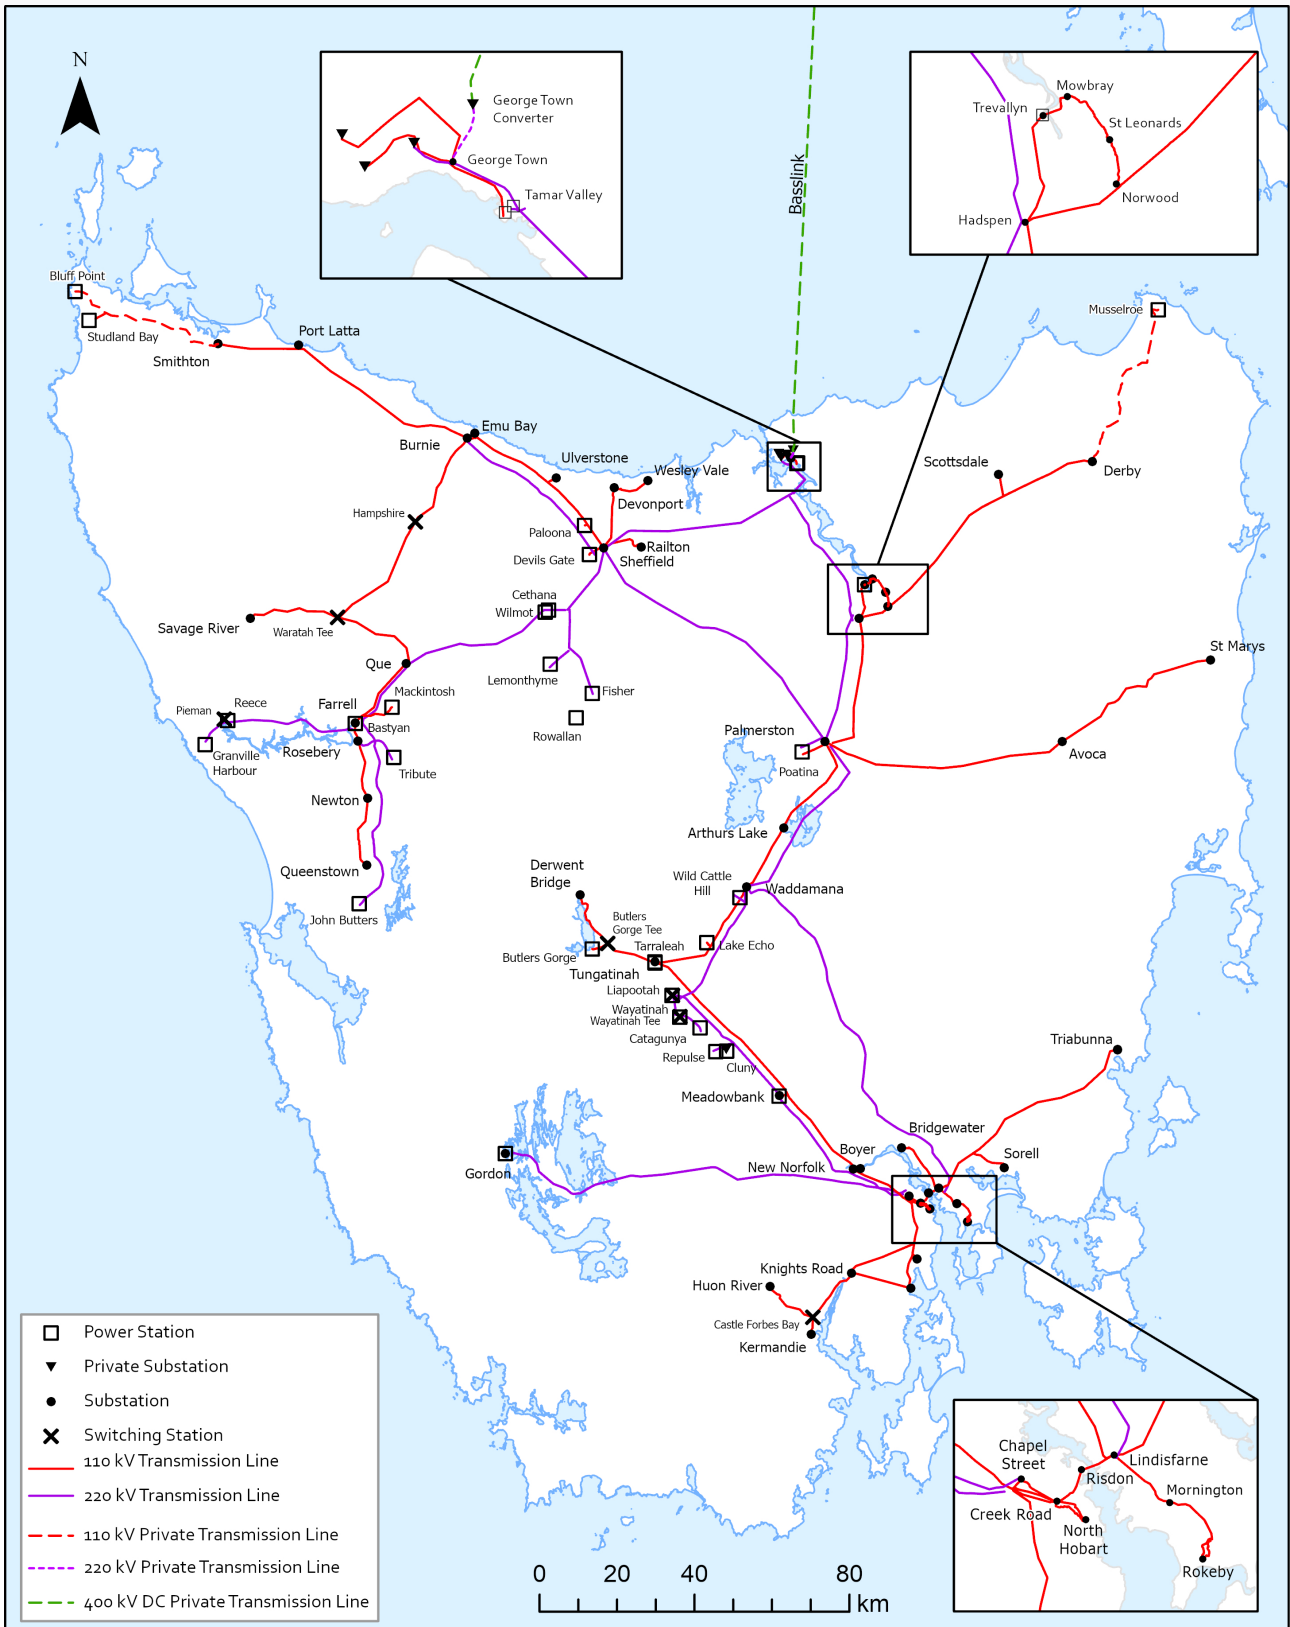 N
George Town
Converter
George Town
Tamar Valley
Basslink
Mowbray
Trevallyn
St Leonards
Norwood
Hadspen
Bluff Point
Studland Bay
Smithton
Port Latta
Musselroe
Burnie
Emu Bay
Ulverstone
Wesley Vale
Devonport
Scottsdale
Derby
Hampshire
Paloona
Devils Gate
Railton
Sheffield
Cethana
Wilmot
Savage River
Waratah Tee
Que
Lemonthyme
Fisher
Rowallan
St Marys
Mackintosh
Farrell
Bastyan
Pieman
Reece
Granville
Harbour
Rosebery
Tribute
Palmerston
Poatina
Avoca
Newton
Arthurs Lake
Queenstown
John Butters
Derwent
Bridge
Wild Cattle
Hill
Waddamana
Butlers
Gorge Tee
Butlers Gorge
Tarraleah
Lake Echo
Tungatinah
Liapootah
Wayatinah
Wayatinah Tee
Catagunya
Repulse
Cluny
Triabunna
Meadowbank
Bridgewater
Boyer
New Norfolk
Sorell
Gordon
Knights Road
Huon River
Castle Forbes Bay
Kermandie
Power Station
Private Substation
Substation
Switching Station
110 kV Transmission Line
220 kV Transmission Line
110 kV Private Transmission Line
220 kV Private Transmission Line
400 kV DC Private Transmission Line
0 20 40 80
km
Chapel
Street
Lindisfarne
Risdon
Mornington
Creek Road
North
Hobart
Rokeby